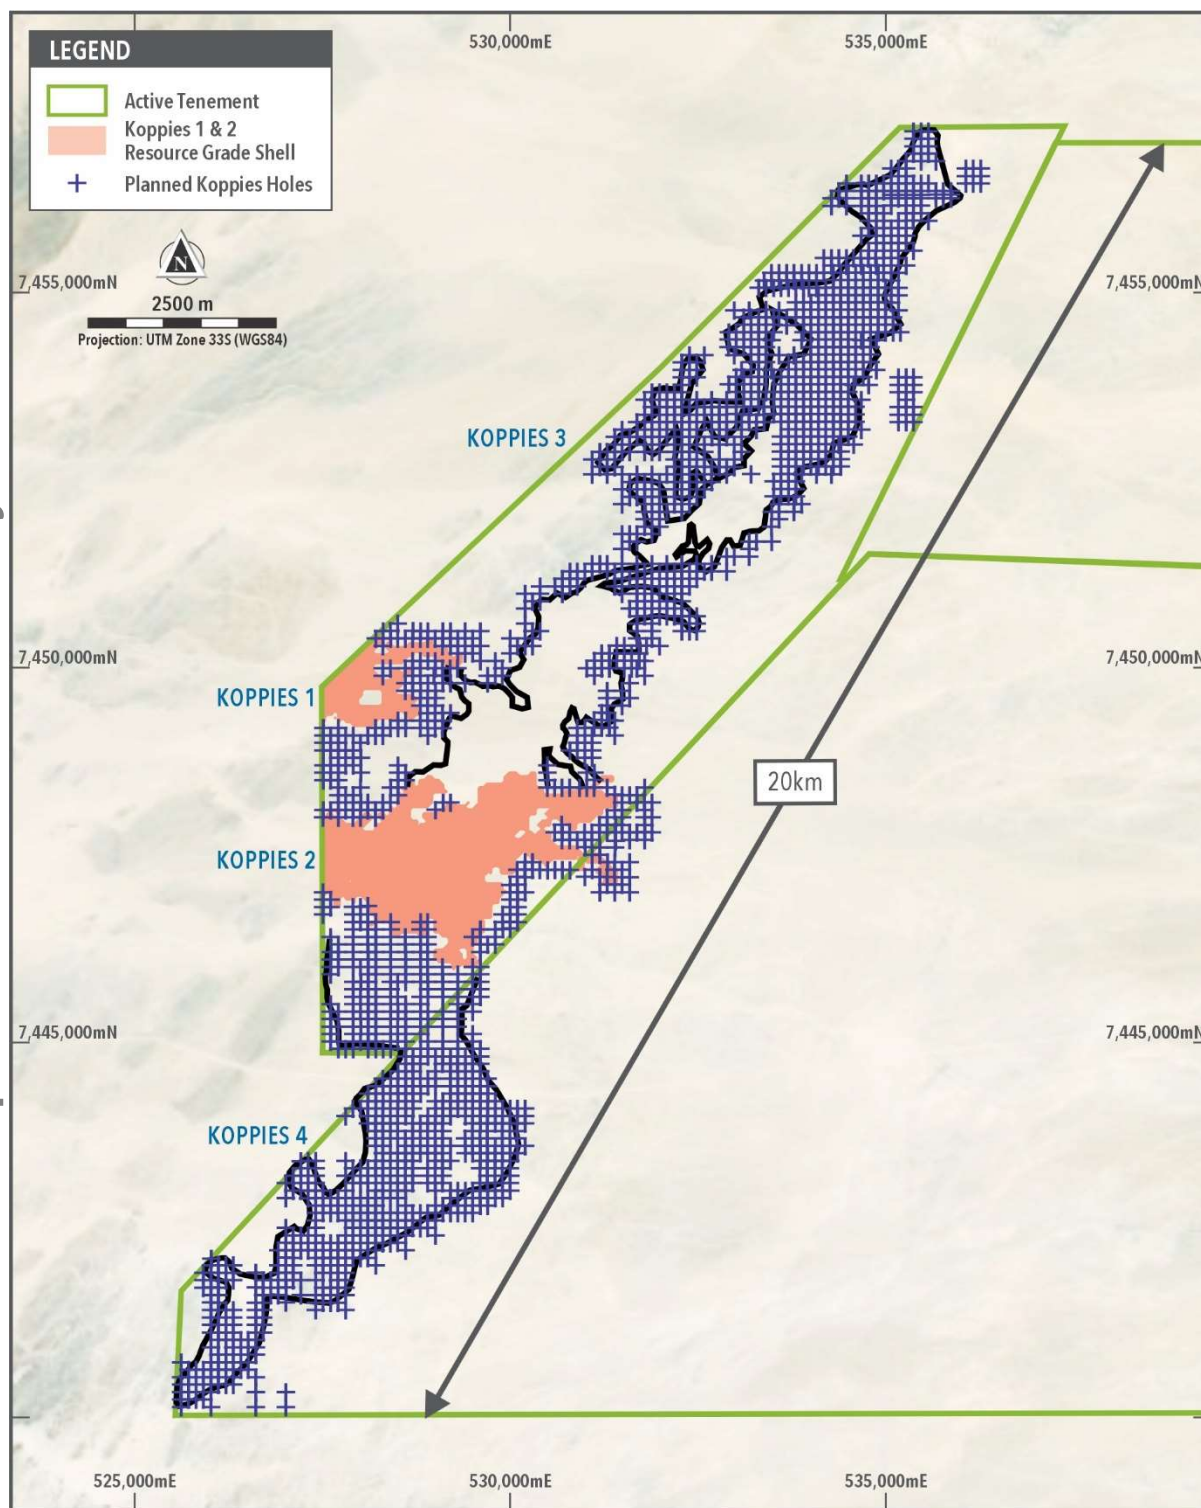 530,000mE
535,000mE
LEGEND
Active Tenement
Koppies 1 & 2
Resource Grade Shell
Planned Koppies Holes
N
7,455,000mN
7,455,000mN
2500 m
Projection: UTM Zone 33S (WGS84)
KOPPIES 3
7,450,000mN
7,450,000mN
KOPPIES 1
20km
KOPPIES 2
7,445,000mN
7,445,000mN
KOPPIES 4
525,000mE
530,000mE
535,000mE